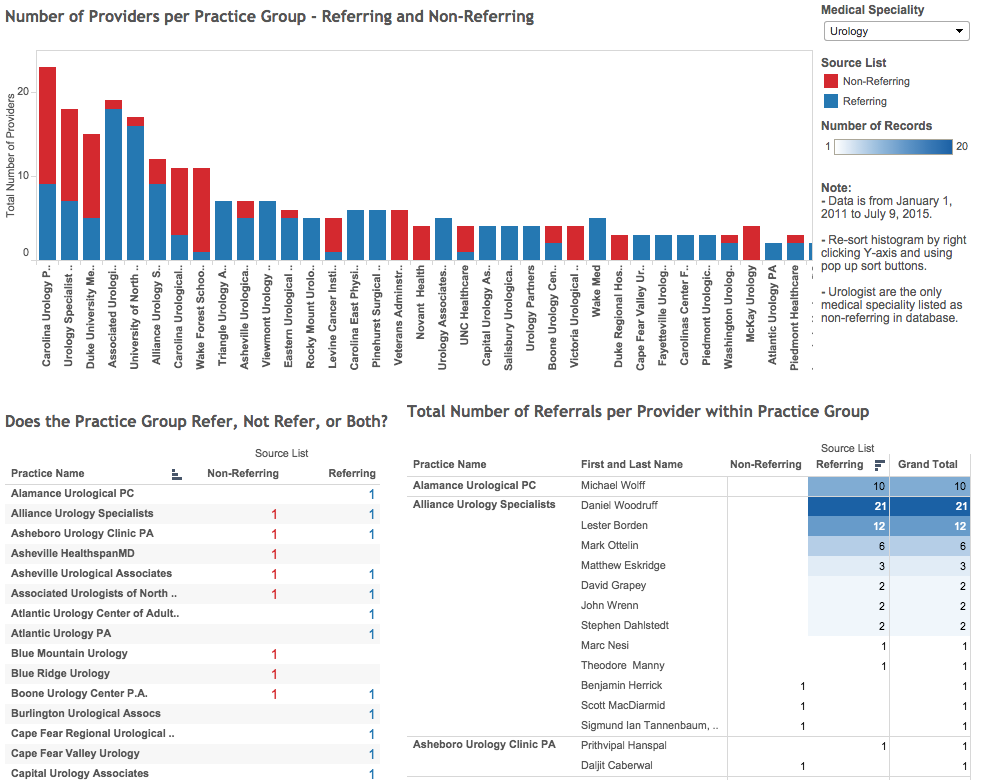 Number of Providers per Practice Group - Referring and Non-Referring
Total Number of Providers
20
10
0
Carolina Urology P..
Urology Specialist ..
Duke University Me..
Associated Urologi..
University of North ..
Alliance Urology S..
Carolina Urological..
Wake Forest Schoo..
Triangle Urology A..
Asheville Urologica..
Viewmont Urology ..
Eastern Urological ..
Rocky Mount Urolo..
Levine Cancer Insti..
Carolina East Physi..
Pinehurst Surgical ..
Veterans Adminstr..
Novant Health
Urology Associates..
UNC Healthcare
Capital Urology As..
Salisbury Urologica..
Urology Partners
Boone Urology Cen..
Victoria Urological ..
Wake Med
Duke Regional Hos..
Cape Fear Valley Ur..
Fayetteville Urolog..
Carolinas Center F..
Piedmont Urologic..
Washington Urolog..
McKay Urology
Atlantic Urology PA
Piedmont Healthcare
Medical Speciality
Urology
Source List
Non-Referring
Referring
Number of Records
1 20
Note:
- Data is from January 1,
2011 to July 9, 2015.
- Re-sort histogram by right
clicking Y-axis and using
pop up sort buttons.
- Urologist are the only
medical speciality listed as
non-referring in database.
Does the Practice Group Refer, Not Refer, or Both?
Source List
Practice Name Non-Referring Referring
Alamance Urological PC 1
Alliance Urology Specialists 1 1
Asheboro Urology Clinic PA 1 1
Asheville HealthspanMD 1
Asheville Urological Associates 1 1
Associated Urologists of North .. 1 1
Atlantic Urology Center of Adult.. 1
Atlantic Urology PA 1
Blue Mountain Urology 1
Blue Ridge Urology 1
Boone Urology Center P.A. 1 1
Burlington Urological Assocs 1
Cape Fear Regional Urological .. 1
Cape Fear Valley Urology 1
Capital Urology Associates 1
Total Number of Referrals per Provider within Practice Group
Source List
Practice Name First and Last Name Non-Referring Referring Grand Total
Alamance Urological PC Michael Wolff 10 10
Alliance Urology Specialists Daniel Woodruff 21 21
Lester Borden 12 12
Mark Ottelin 6 6
Matthew Eskridge 3 3
David Grapey 2 2
John Wrenn 2 2
Stephen Dahlstedt 2 2
Marc Nesi 1 1
Theodore Manny 1 1
Benjamin Herrick 1 1
Scott MacDiarmid 1 1
Sigmund Ian Tannenbaum, .. 1 1
Asheboro Urology Clinic PA Prithvipal Hanspal 1 1
Daljit Caberwal 1 1